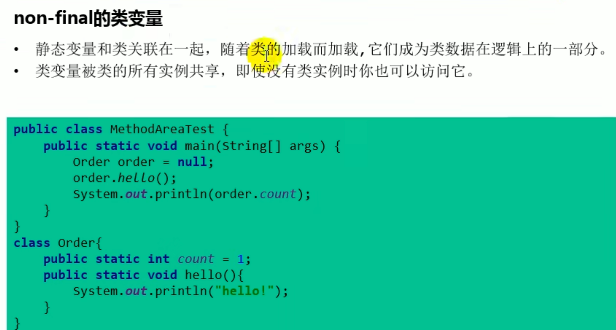 non-final的类变量
• 静态变量和类关联在一起，随着类的加载而加载,它们成为类数据在逻辑上的一部分。
• 类变量被类的所有实例共享，即使没有类实例时你也可以访问它。
public class MethodAreaTest {
    public static void main(String[] args) {
        Order order = null;
        order.hello();
        System.out.println(order.count);
    }
}
class Order{
    public static int count = 1;
    public static void hello(){
        System.out.println("hello!");
    }
}